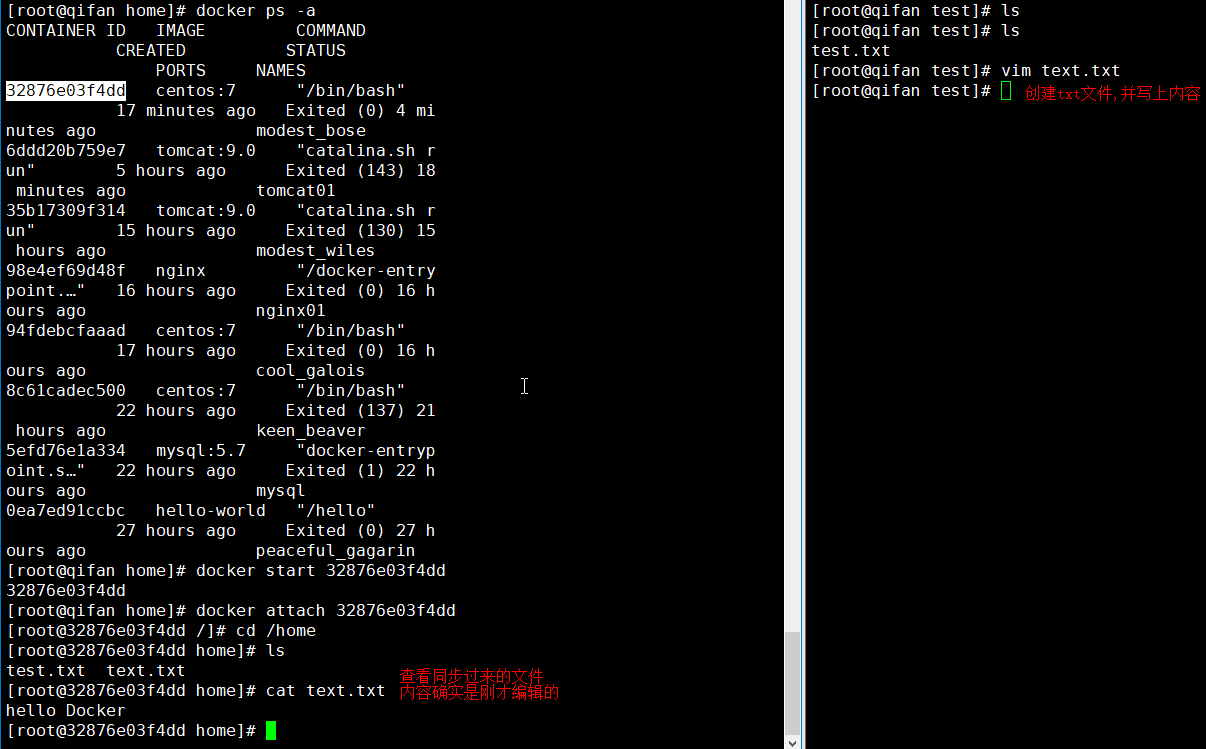 [root@qifan home]# docker ps -a
CONTAINER ID   IMAGE         COMMAND
           CREATED          STATUS
               PORTS     NAMES
32876e03f4dd   centos:7      "/bin/bash"
           17 minutes ago   Exited (0) 4 mi
nutes ago                modest_bose
6ddd20b759e7   tomcat:9.0    "catalina.sh r
un"        5 hours ago      Exited (143) 18
 minutes ago             tomcat01
35b17309f314   tomcat:9.0    "catalina.sh r
un"        15 hours ago     Exited (130) 15
 hours ago               modest_wiles
98e4ef69d48f   nginx         "/docker-entry
point.…"   16 hours ago     Exited (0) 16 h
ours ago                 nginx01
94fdebcfaaad   centos:7      "/bin/bash"
           17 hours ago     Exited (0) 16 h
ours ago                 cool_galois
8c61cadec500   centos:7      "/bin/bash"
           22 hours ago     Exited (137) 21
 hours ago               keen_beaver
5efd76e1a334   mysql:5.7     "docker-entryp
oint.s…"   22 hours ago     Exited (1) 22 h
ours ago                 mysql
0ea7ed91ccbc   hello-world   "/hello"
           27 hours ago     Exited (0) 27 h
ours ago                 peaceful_gagarin
[root@qifan home]# docker start 32876e03f4dd
32876e03f4dd
[root@qifan home]# docker attach 32876e03f4dd
[root@32876e03f4dd /]# cd /home
[root@32876e03f4dd home]# ls
test.txt  text.txt
查看同步过来的文件
[root@32876e03f4dd home]# cat text.txt 内容确实是刚才编辑的
hello Docker
[root@32876e03f4dd home]#
[root@qifan test]# ls
[root@qifan test]# ls
test.txt
[root@qifan test]# vim text.txt
[root@qifan test]# 创建txt文件,并写上内容